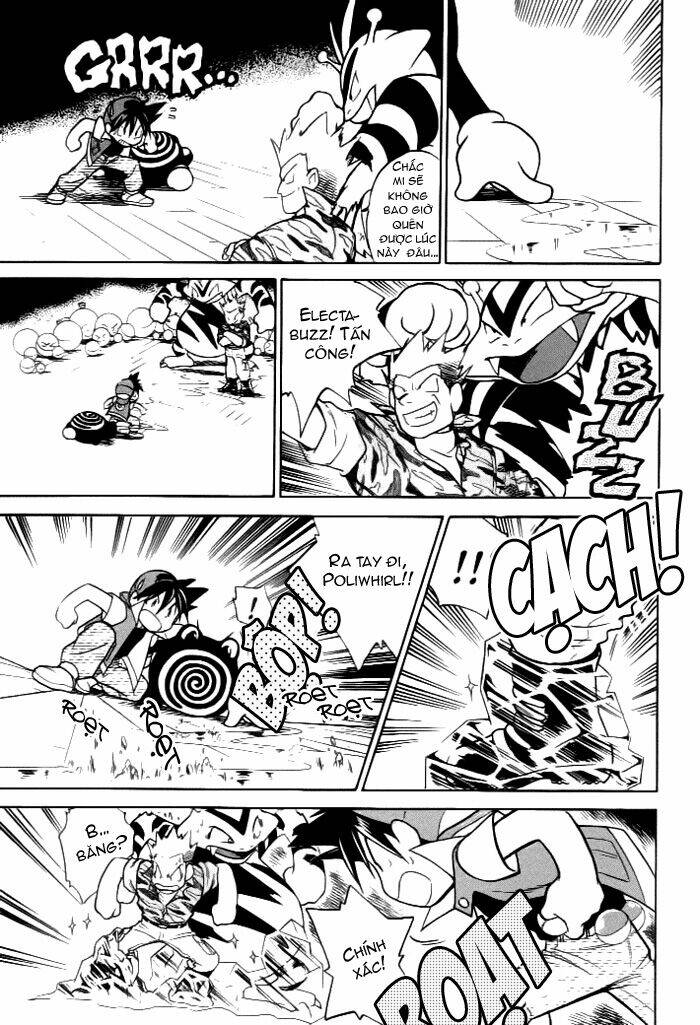 GRRR...
CHẮC
MI SẼ
KHÔNG
BAO GIỜ
QUÊN
ĐƯỢC LÚC
NÀY ĐÂU...
ELECTA-
BUZZ! TẤN
CÔNG!
BUZZ
RA TAY ĐI,
POLIWHIRL!!
!
BỐP!
ROẸT
ROẸT
ROẸT
ROẸT
!!
CẠCH!
B...
BĂNG?
CHÍNH
XÁC!
ROẠT